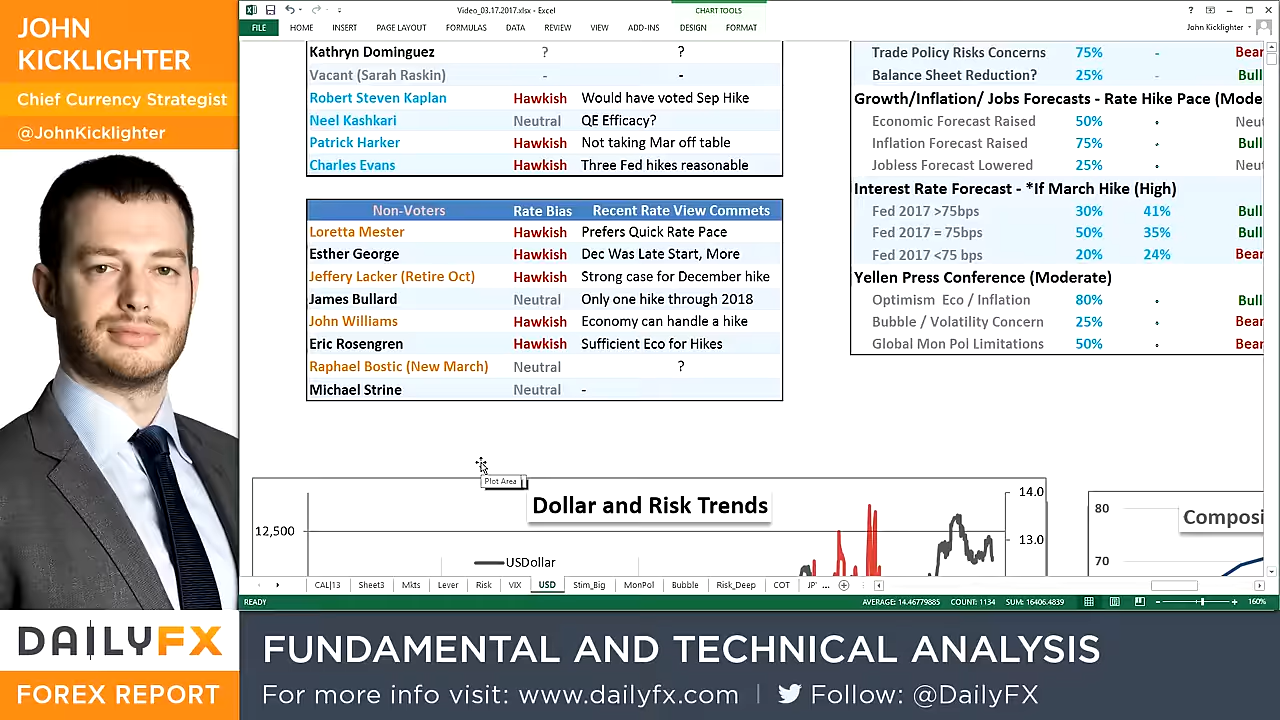 JOHN
KICKLIGHTER
Chief Currency Strategist
@JohnKicklighter
DAILYFX
FOREX REPORT
Video_03.17.2017.xlsx - Excel
CHART TOOLS
FILE HOME INSERT PAGE LAYOUT FORMULAS DATA REVIEW VIEW ADD-INS DESIGN FORMAT
John Kicklighter
Kathryn Dominguez ? ?
Vacant (Sarah Raskin) - -
Robert Steven Kaplan Hawkish Would have voted Sep Hike
Neel Kashkari Neutral QE Efficacy?
Patrick Harker Hawkish Not taking Mar off table
Charles Evans Hawkish Three Fed hikes reasonable
Non-Voters Rate Bias Recent Rate View Commets
Loretta Mester Hawkish Prefers Quick Rate Pace
Esther George Hawkish Dec Was Late Start, More
Jeffery Lacker (Retire Oct) Hawkish Strong case for December hike
James Bullard Neutral Only one hike through 2018
John Williams Hawkish Economy can handle a hike
Eric Rosengren Hawkish Sufficient Eco for Hikes
Raphael Bostic (New March) Neutral ?
Michael Strine Neutral -
Trade Policy Risks Concerns 75% - Bear
Balance Sheet Reduction? 25% - Bull
Growth/Inflation/ Jobs Forecasts - Rate Hike Pace (Mode
Economic Forecast Raised 50% Neut
Inflation Forecast Raised 75% Bull
Jobless Forecast Lowered 25% Neut
Interest Rate Forecast - *If March Hike (High)
Fed 2017 >75bps 30% 41% Bull
Fed 2017 = 75bps 50% 35% Bull
Fed 2017 <75 bps 20% 24% Bear
Yellen Press Conference (Moderate)
Optimism Eco / Inflation 80% Bull
Bubble / Volatility Concern 25% Bear
Global Mon Pol Limitations 50% Bear
Plot Area
Dollar and Risk Trends
14.0
12,500
13.0
USDollar
80
Composi
70
CAL|13 Sheet3 Mkts Lever Risk VIX USD Stim_Big MonPol Bubble Risk_Deep COT JP' ...
READY AVERAGE: 14.46779885 COUNT: 1134 SUM: 16406.4839 160%
FUNDAMENTAL AND TECHNICAL ANALYSIS
For more info visit: www.dailyfx.com | Follow: @DailyFX